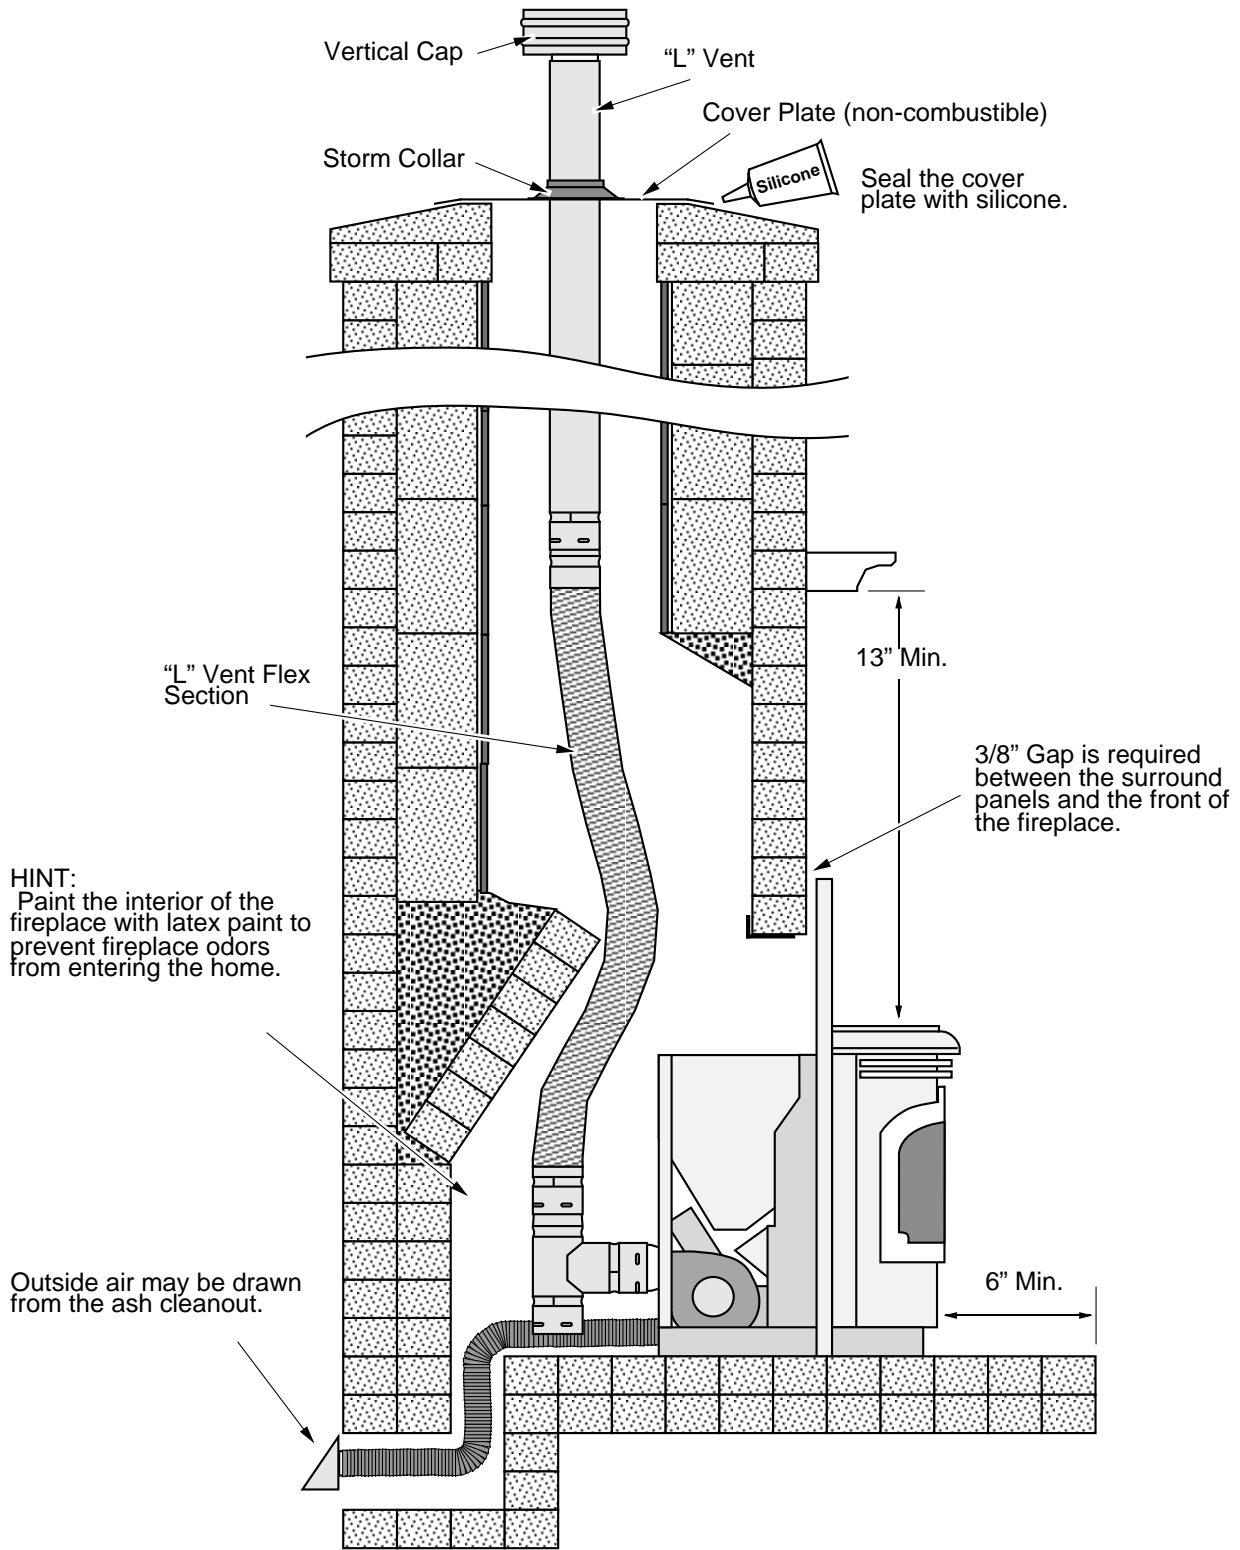 Vertical Cap
“L” Vent
Cover Plate (non-combustible)
Storm Collar
Silicone
Seal the cover
plate with silicone.
13” Min.
“L” Vent Flex
Section
3/8” Gap is required
between the surround
panels and the front of
the fireplace.
HINT:
Paint the interior of the
fireplace with latex paint to
prevent fireplace odors
from entering the home.
Outside air may be drawn
from the ash cleanout.
6” Min.